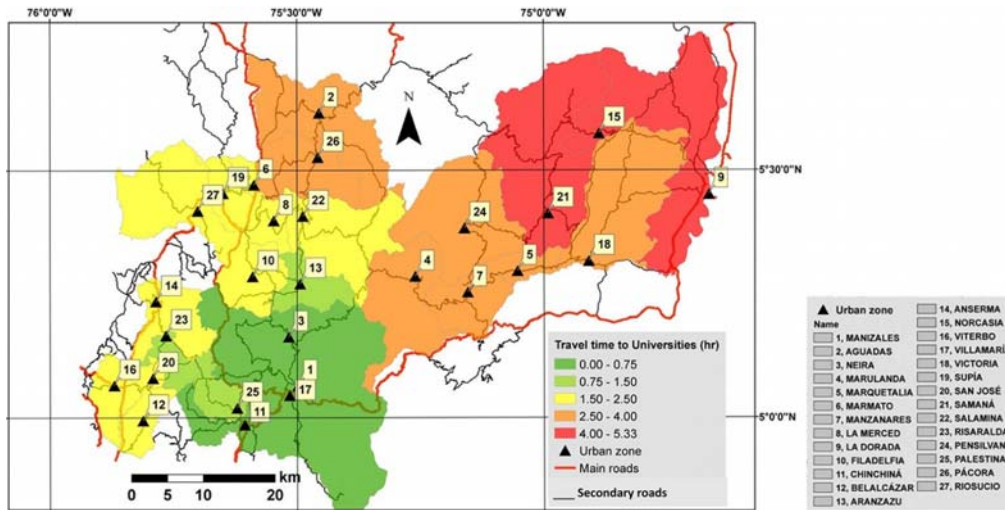 76°0'0"W 75°30'0"W 75°0'0"W
N
2
15
26
5°30'0"N
9
6
19
27
8
22
21
24
18
4
5
10
13
7
14
23
3
1
20
16
25
17
12
11
5°0'0"N
km
0 10 20
Travel time to Universities (hr)
0.00 - 0.75
0.75 - 1.50
1.50 - 2.50
2.50 - 4.00
4.00 - 5.33
Urban zone
Main roads
Secondary roads
Urban zone
Name
1, MANIZALES
2, AGUADAS
3, NEIRA
4, MARULANDA
5, MARQUETALIA
6, MARMATO
7, MANZANARES
8, LA MERCED
9, LA DORADA
10, FILADELFIA
11, CHINCHINÁ
12, BELALCÁZAR
13, ARANZAZU
14, ANSERMA
15, NORCASIA
16, VITERBO
17, VILLAMARÍ
18, VICTORIA
19, SUPÍA
20, SAN JOSÉ
21, SAMANÁ
22, SALAMINA
23, RISARALDA
24, PENSILVAN
25, PALESTINA
26, PÁCORA
27, RIOSUCIO